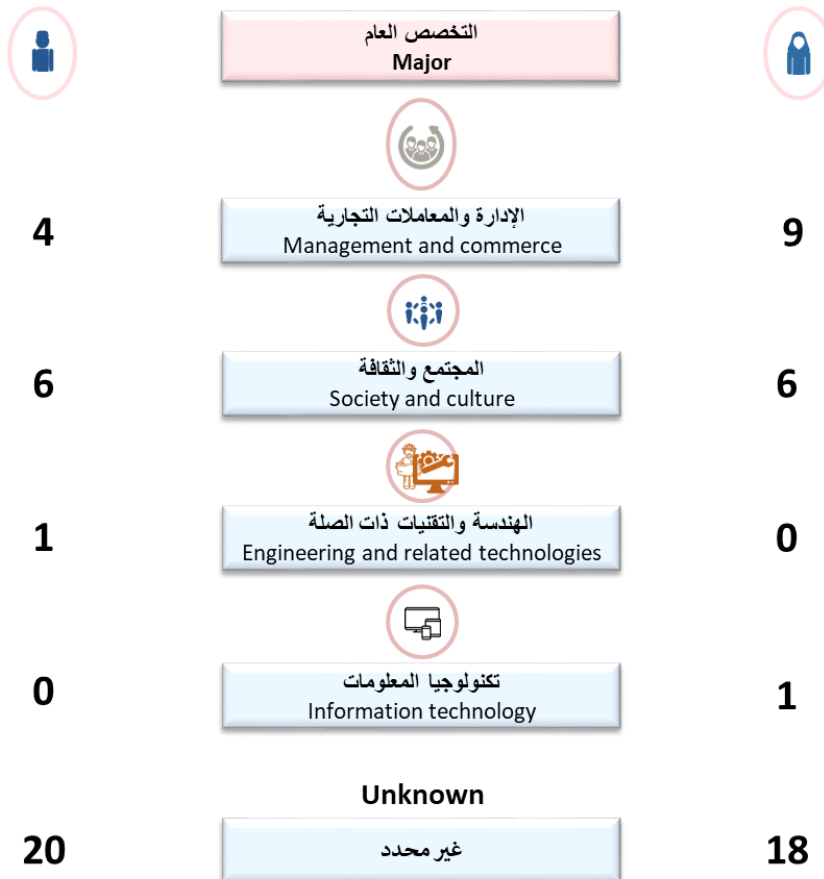 التخصص العام
Major
4
الإدارة والمعاملات التجارية
Management and commerce
9
6
المجتمع والثقافة
Society and culture
6
1
الهندسة والتقنيات ذات الصلة
Engineering and related technologies
0
0
تكنولوجيا المعلومات
Information technology
1
Unknown
20
غير محدد
18